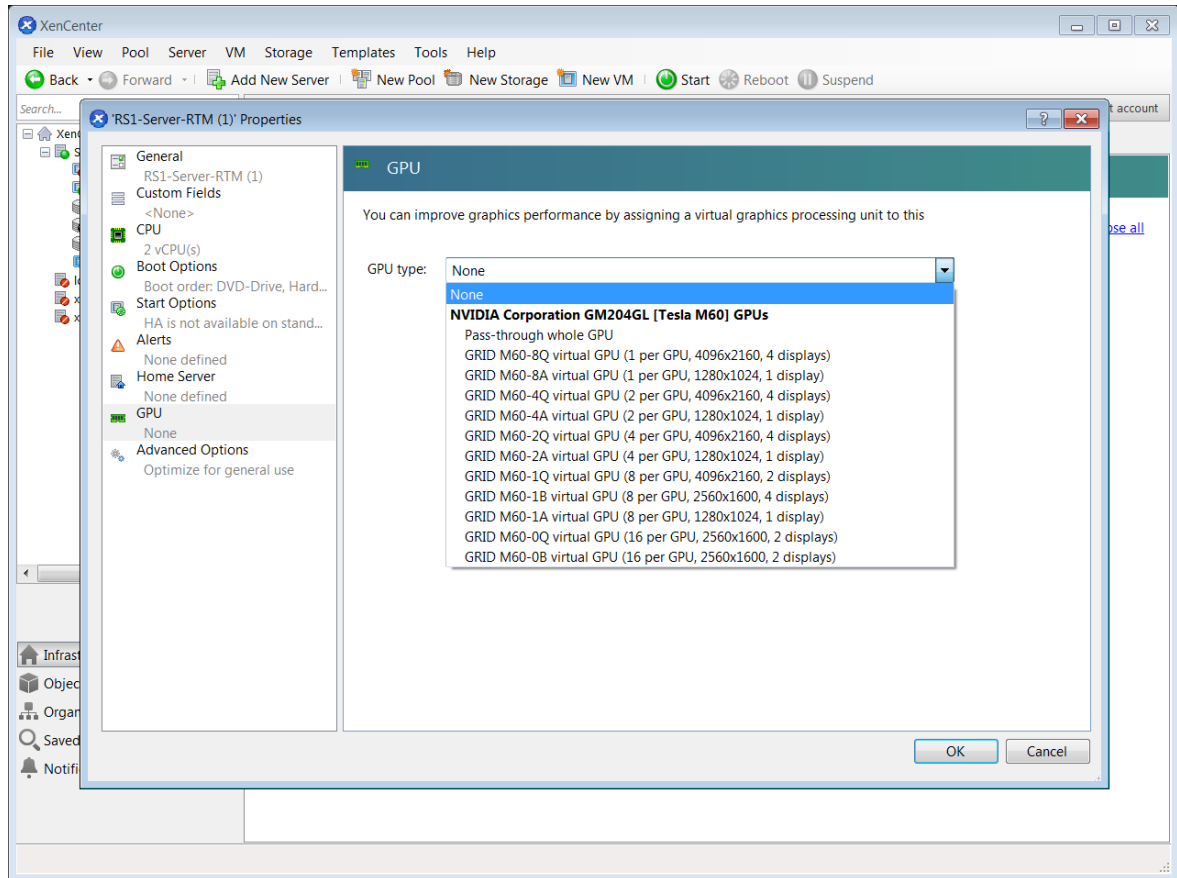 XenCenter
File View Pool Server VM Storage Templates Tools Help
Back Forward Add New Server New Pool New Storage New VM Start Reboot Suspend
Search...
t account
'RS1-Server-RTM (1)' Properties
?
Xen
S
General
RS1-Server-RTM (1)
Custom Fields
<None>
CPU
2 vCPU(s)
Boot Options
Boot order: DVD-Drive, Hard...
Start Options
HA is not available on stand...
Alerts
None defined
Home Server
None defined
GPU
None
Advanced Options
Optimize for general use
GPU
You can improve graphics performance by assigning a virtual graphics processing unit to this
ose all
GPU type: None
None
NVIDIA Corporation GM204GL [Tesla M60] GPUs
Pass-through whole GPU
GRID M60-8Q virtual GPU (1 per GPU, 4096x2160, 4 displays)
GRID M60-8A virtual GPU (1 per GPU, 1280x1024, 1 display)
GRID M60-4Q virtual GPU (2 per GPU, 4096x2160, 4 displays)
GRID M60-4A virtual GPU (2 per GPU, 1280x1024, 1 display)
GRID M60-2Q virtual GPU (4 per GPU, 4096x2160, 4 displays)
GRID M60-2A virtual GPU (4 per GPU, 1280x1024, 1 display)
GRID M60-1Q virtual GPU (8 per GPU, 4096x2160, 2 displays)
GRID M60-1B virtual GPU (8 per GPU, 2560x1600, 4 displays)
GRID M60-1A virtual GPU (8 per GPU, 1280x1024, 1 display)
GRID M60-0Q virtual GPU (16 per GPU, 2560x1600, 2 displays)
GRID M60-0B virtual GPU (16 per GPU, 2560x1600, 2 displays)
Infrast
Objec
Organ
Saved
Notifi
OK Cancel